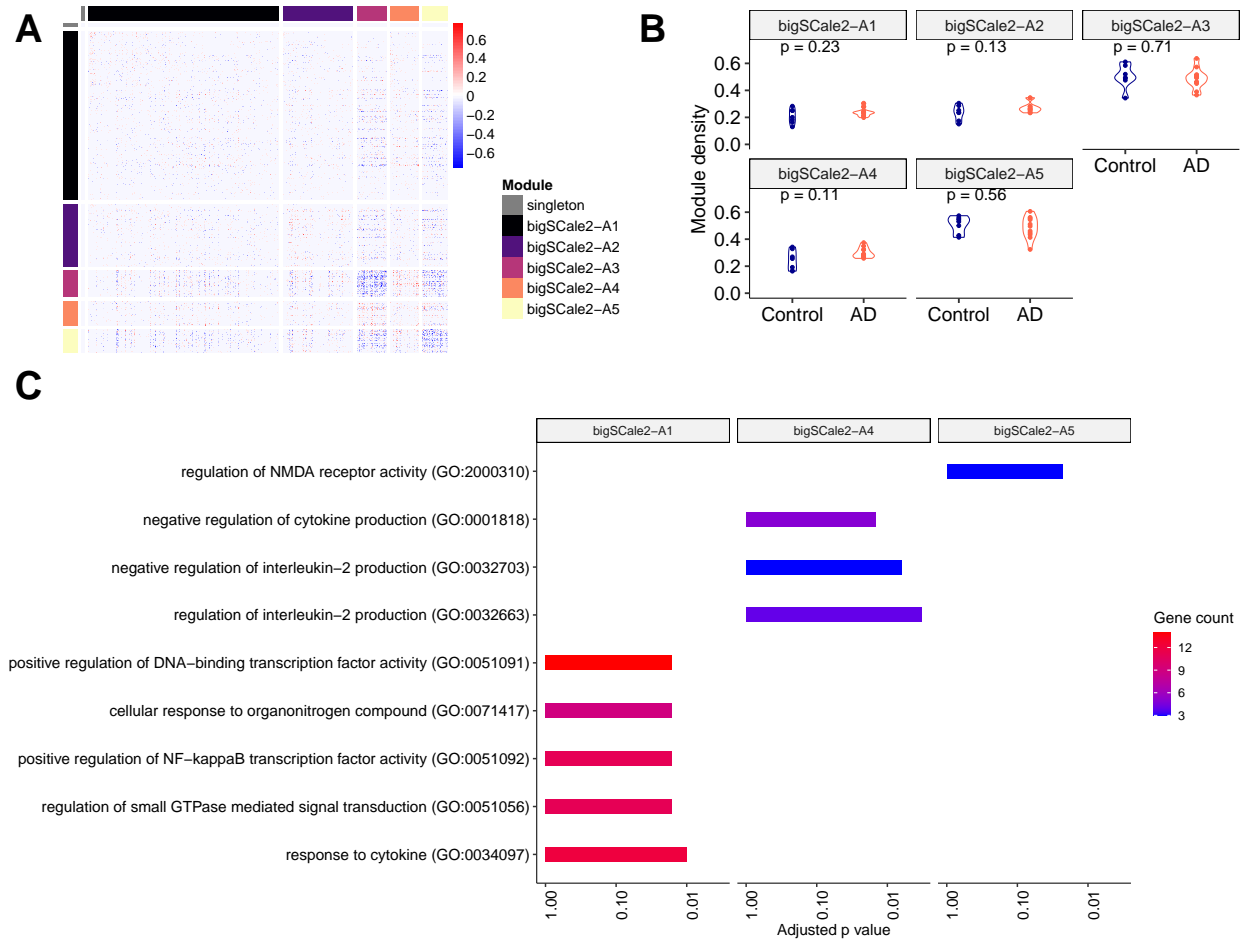 A
0.6
0.4
0.2
0
−0.2
−0.4
−0.6
Module
singleton
bigSCale2−A1
bigSCale2−A2
bigSCale2−A3
bigSCale2−A4
bigSCale2−A5
B
bigSCale2−A1
bigSCale2−A2
bigSCale2−A3
p = 0.23
p = 0.13
p = 0.71
0.6
0.4
0.2
0.0
Control
AD
bigSCale2−A4
bigSCale2−A5
p = 0.11
p = 0.56
0.6
0.4
0.2
0.0
Module density
Control
AD
Control
AD
C
bigSCale2−A1
bigSCale2−A4
bigSCale2−A5
regulation of NMDA receptor activity (GO:2000310)
negative regulation of cytokine production (GO:0001818)
negative regulation of interleukin−2 production (GO:0032703)
regulation of interleukin−2 production (GO:0032663)
positive regulation of DNA−binding transcription factor activity (GO:0051091)
cellular response to organonitrogen compound (GO:0071417)
positive regulation of NF−kappaB transcription factor activity (GO:0051092)
regulation of small GTPase mediated signal transduction (GO:0051056)
response to cytokine (GO:0034097)
1.00
0.10
0.01
1.00
0.10
0.01
1.00
0.10
0.01
Adjusted p value
Gene count
12
9
6
3